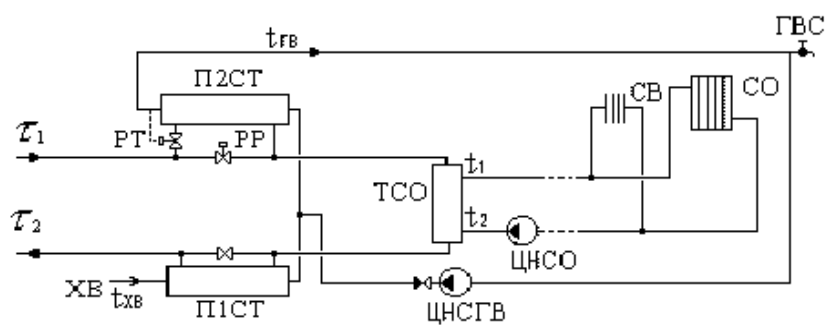 ГВС
tГВ
П2СТ
СВ
СО
τ1
РТ
РР
t1
ТСО
τ2
t2
ЦНСО
ХВ
tХВ
П1СТ
ЦНСГВ